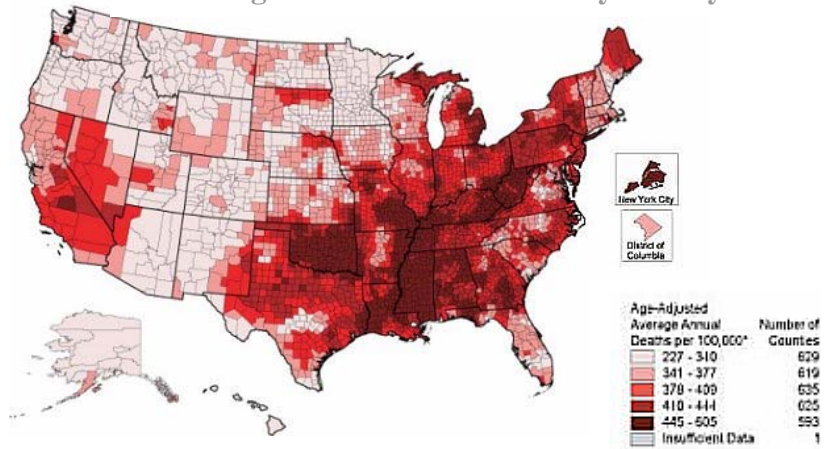 New York City
District of
Columbia
Age-Adjusted
Average Annual Number of
Deaths per 100,000* Counties
227 - 340 629
341 - 377 619
378 - 409 635
410 - 444 625
445 - 605 593
Insufficient Data 1